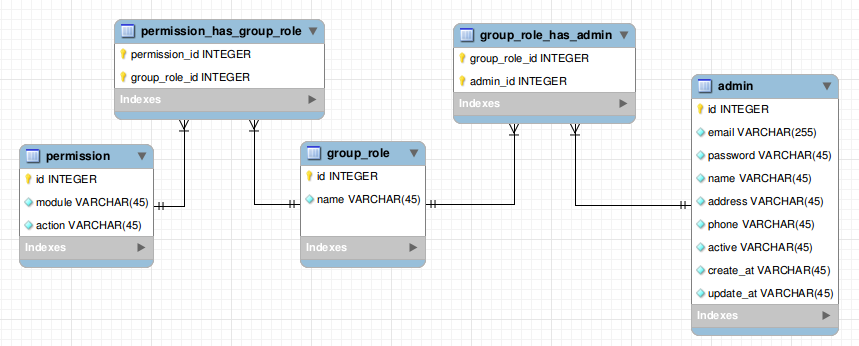 permission_has_group_role
permission_id INTEGER
group_role_id INTEGER
Indexes
group_role_has_admin
group_role_id INTEGER
admin_id INTEGER
Indexes
admin
id INTEGER
email VARCHAR(255)
password VARCHAR(45)
name VARCHAR(45)
address VARCHAR(45)
phone VARCHAR(45)
active VARCHAR(45)
create_at VARCHAR(45)
update_at VARCHAR(45)
Indexes
permission
id INTEGER
module VARCHAR(45)
action VARCHAR(45)
Indexes
group_role
id INTEGER
name VARCHAR(45)
Indexes